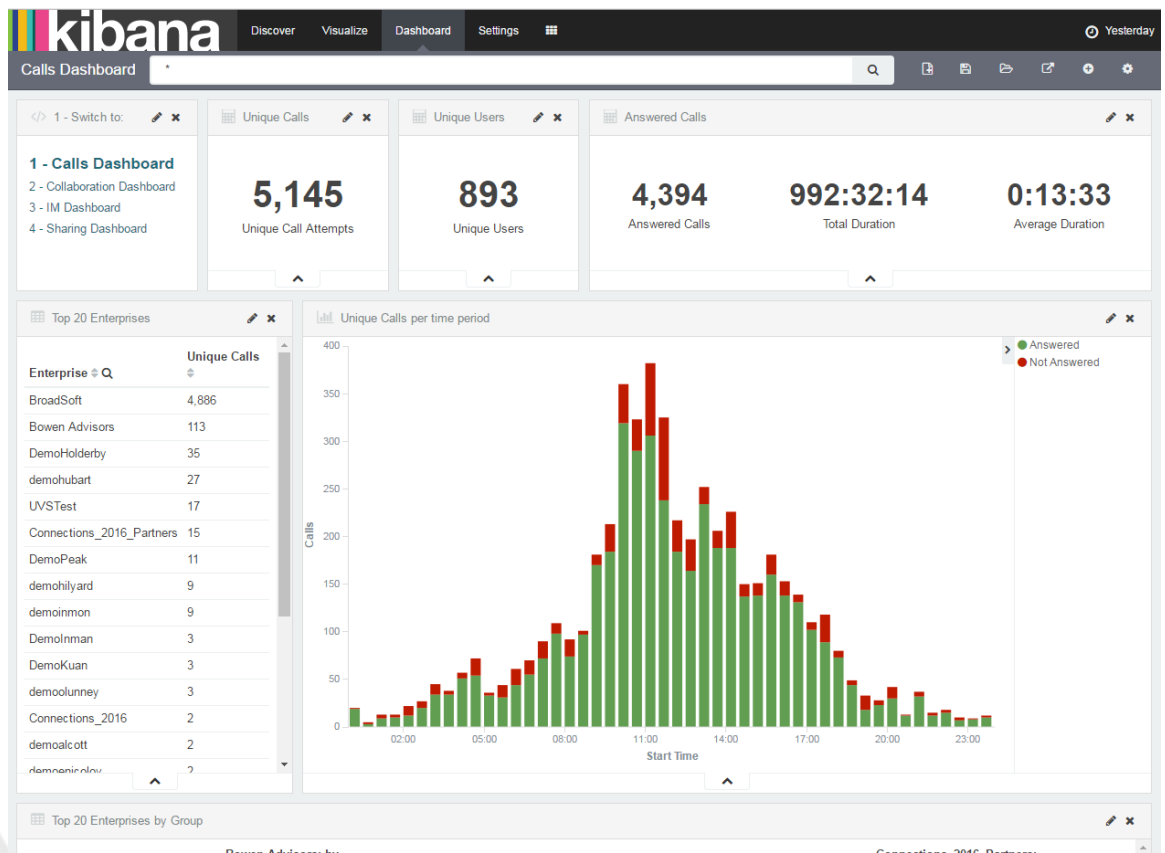 kibana
Discover Visualize Dashboard Settings
Yesterday
Calls Dashboard
*
</> 1 - Switch to:
1 - Calls Dashboard
2 - Collaboration Dashboard
3 - IM Dashboard
4 - Sharing Dashboard
Unique Calls
5,145
Unique Call Attempts
Unique Users
893
Unique Users
Answered Calls
4,394 992:32:14 0:13:33
Answered Calls Total Duration Average Duration
Top 20 Enterprises
Enterprise Unique Calls
BroadSoft 4,886
Bowen Advisors 113
DemoHolderby 35
demohubart 27
UVSTest 17
Connections_2016_Partners 15
DemoPeak 11
demohilyard 9
demoinmon 9
DemoInman 3
DemoKuan 3
demoolunney 3
Connections_2016 2
demoalcott 2
Unique Calls per time period
Answered
Not Answered
400
350
300
250
200
150
100
50
0
Calls
02:00 05:00 08:00 11:00 14:00 17:00 20:00 23:00
Start Time
Top 20 Enterprises by Group